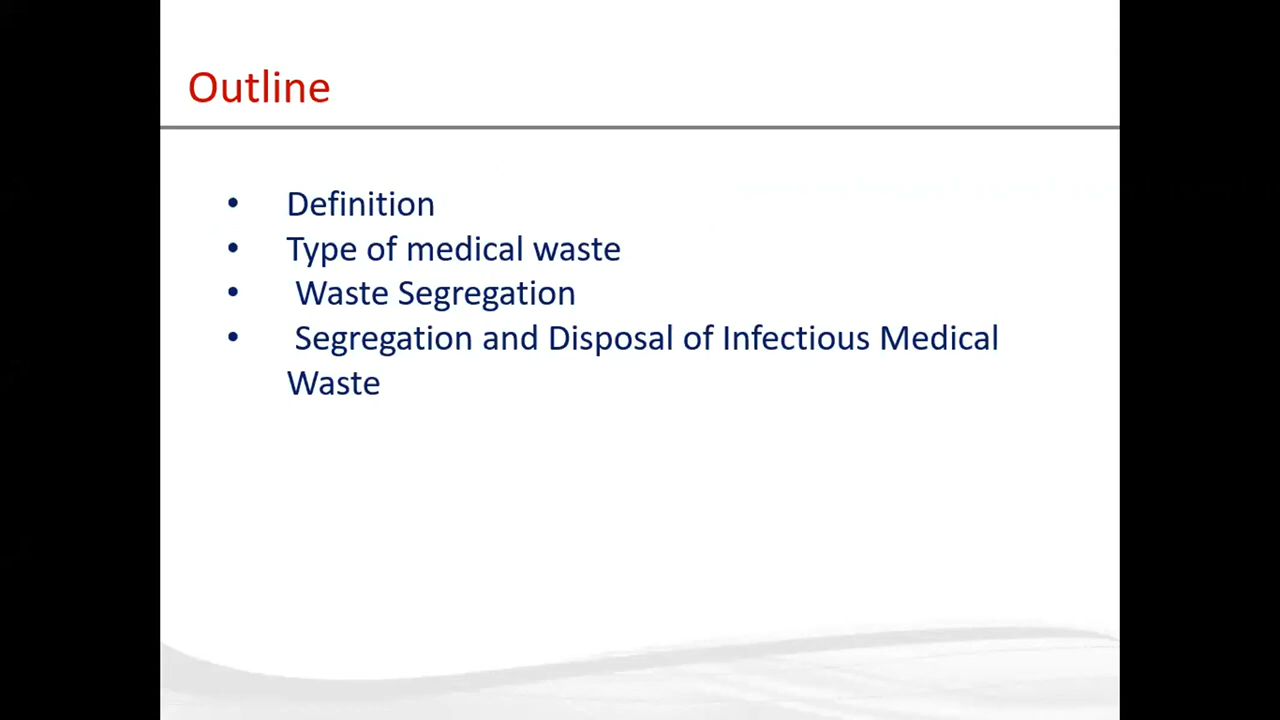 Outline
• Definition
• Type of medical waste
• Waste Segregation
• Segregation and Disposal of Infectious Medical
Waste